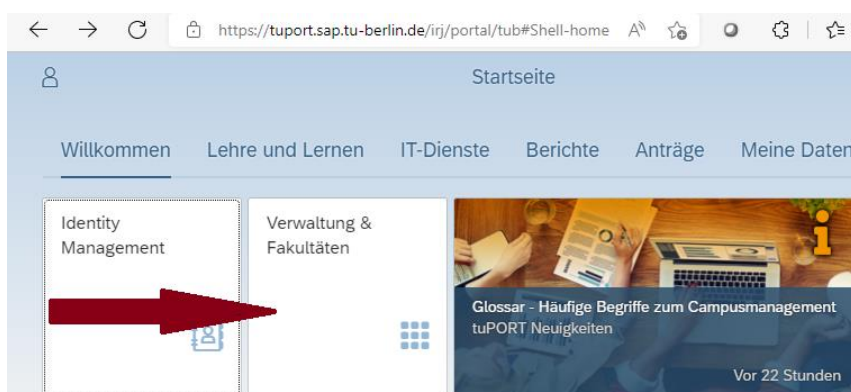 https://tuport.sap.tu-berlin.de/irj/portal/tub#Shell-home
Startseite
Willkommen Lehre und Lernen IT-Dienste Berichte Anträge Meine Daten
Identity
Management
Verwaltung &
Fakultäten
Glossar - Häufige Begriffe zum Campusmanagement
tuPORT Neuigkeiten
Vor 22 Stunden